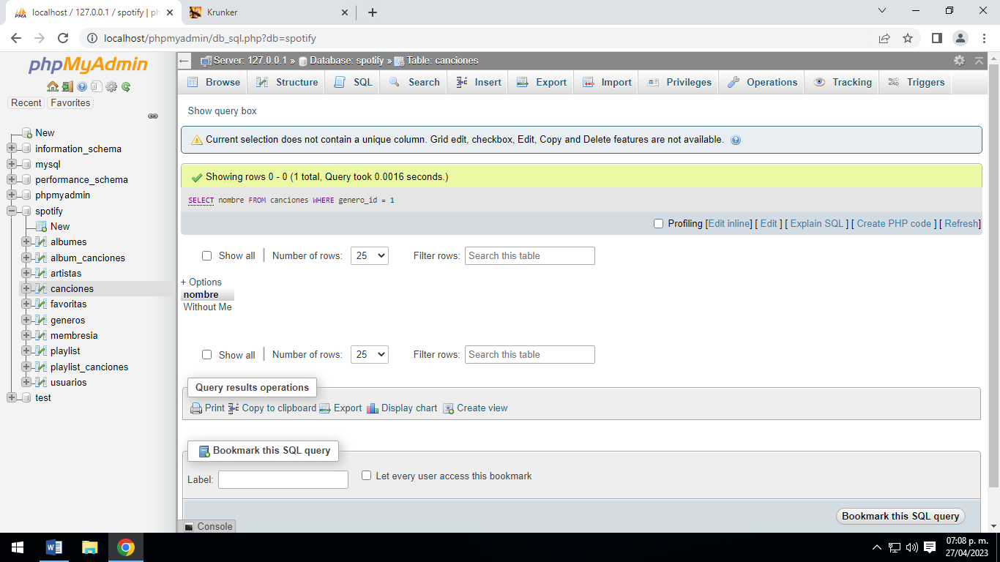 localhost / 127.0.0.1 / spotify | ph
Krunker
localhost/phpmyadmin/db_sql.php?db=spotify
phpMyAdmin
Recent
Favorites
New
information_schema
mysql
performance_schema
phpmyadmin
spotify
New
albumes
album_canciones
artistas
canciones
favoritas
generos
membresia
playlist
playlist_canciones
usuarios
test
Server: 127.0.0.1 » Database: spotify » Table: canciones
Browse Structure SQL Search Insert Export Import Privileges Operations Tracking Triggers
Show query box
Current selection does not contain a unique column. Grid edit, checkbox, Edit, Copy and Delete features are not available.
Showing rows 0 - 0 (1 total, Query took 0.0016 seconds.)
SELECT nombre FROM canciones WHERE genero_id = 1
Profiling [Edit inline] [ Edit ] [ Explain SQL ] [ Create PHP code ] [ Refresh]
Show all | Number of rows: 25 Filter rows: Search this table
+ Options
nombre
Without Me
Show all | Number of rows: 25 Filter rows: Search this table
Query results operations
Print Copy to clipboard Export Display chart Create view
Bookmark this SQL query
Label: Let every user access this bookmark
Bookmark this SQL query
Console
07:08 p. m.
27/04/2023